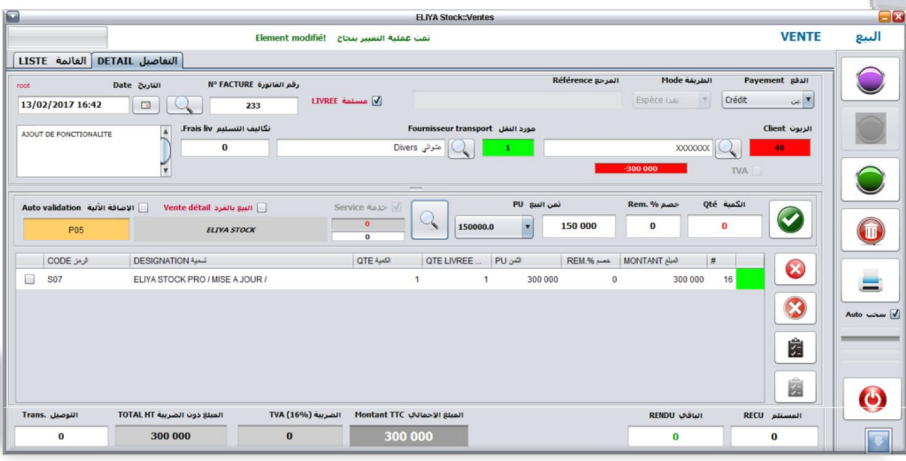 ELIYA Stock::Ventes
Element modifié! تمت عملية التغيير بنجاح
VENTE البيع
LISTE القائمة
DETAIL التفاصيل
root
Date التاريخ
N° FACTURE رقم الفاتورة
Référence المرجع
Mode الطريقة
Payement الدفع
13/02/2017 16:42
233
LIVREE مسلمة
Espèce نقدا
Crédit دين
AJOUT DE FONCTIONALITE
Frais liv. تكاليف التسليم
Fournisseur transport مورد النقل
Client الزبون
0
Divers متنوالي
1
XXXXXXX
40
-300 000
TVA
Auto validation الإضافة الألية
Vente détail البيع بالفرد
Service خدمة
PU ثمن البيع
Rem. % خصم
Qté الكمية
P05
ELIYA STOCK
0
0
150000.0
150 000
0
0
CODE الرمز
DESIGNATION تسمية
QTE الكمية
QTE LIVREE ...
PU الثمن
REM.% خصم
MONTANT المبلغ
#
S07
ELIYA STOCK PRO / MISE A JOUR /
1
1
300 000
0
300 000
16
Auto سحب
Trans. التوصيل
TOTAL HT المبلغ دون الضريبة
TVA (16%) الضريبة
Montant TTC المبلغ الاجمالي
RENDU الباقي
RECU المستلم
0
300 000
0
300 000
0
0